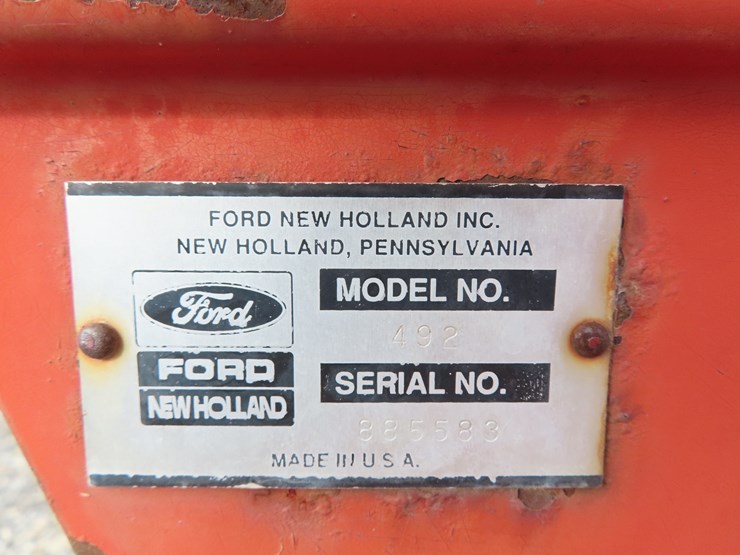 FORD NEW HOLLAND INC.
NEW HOLLAND, PENNSYLVANIA
Ford
FORD
NEW HOLLAND
MODEL NO.
492
SERIAL NO.
885583
MADE IN U S A.